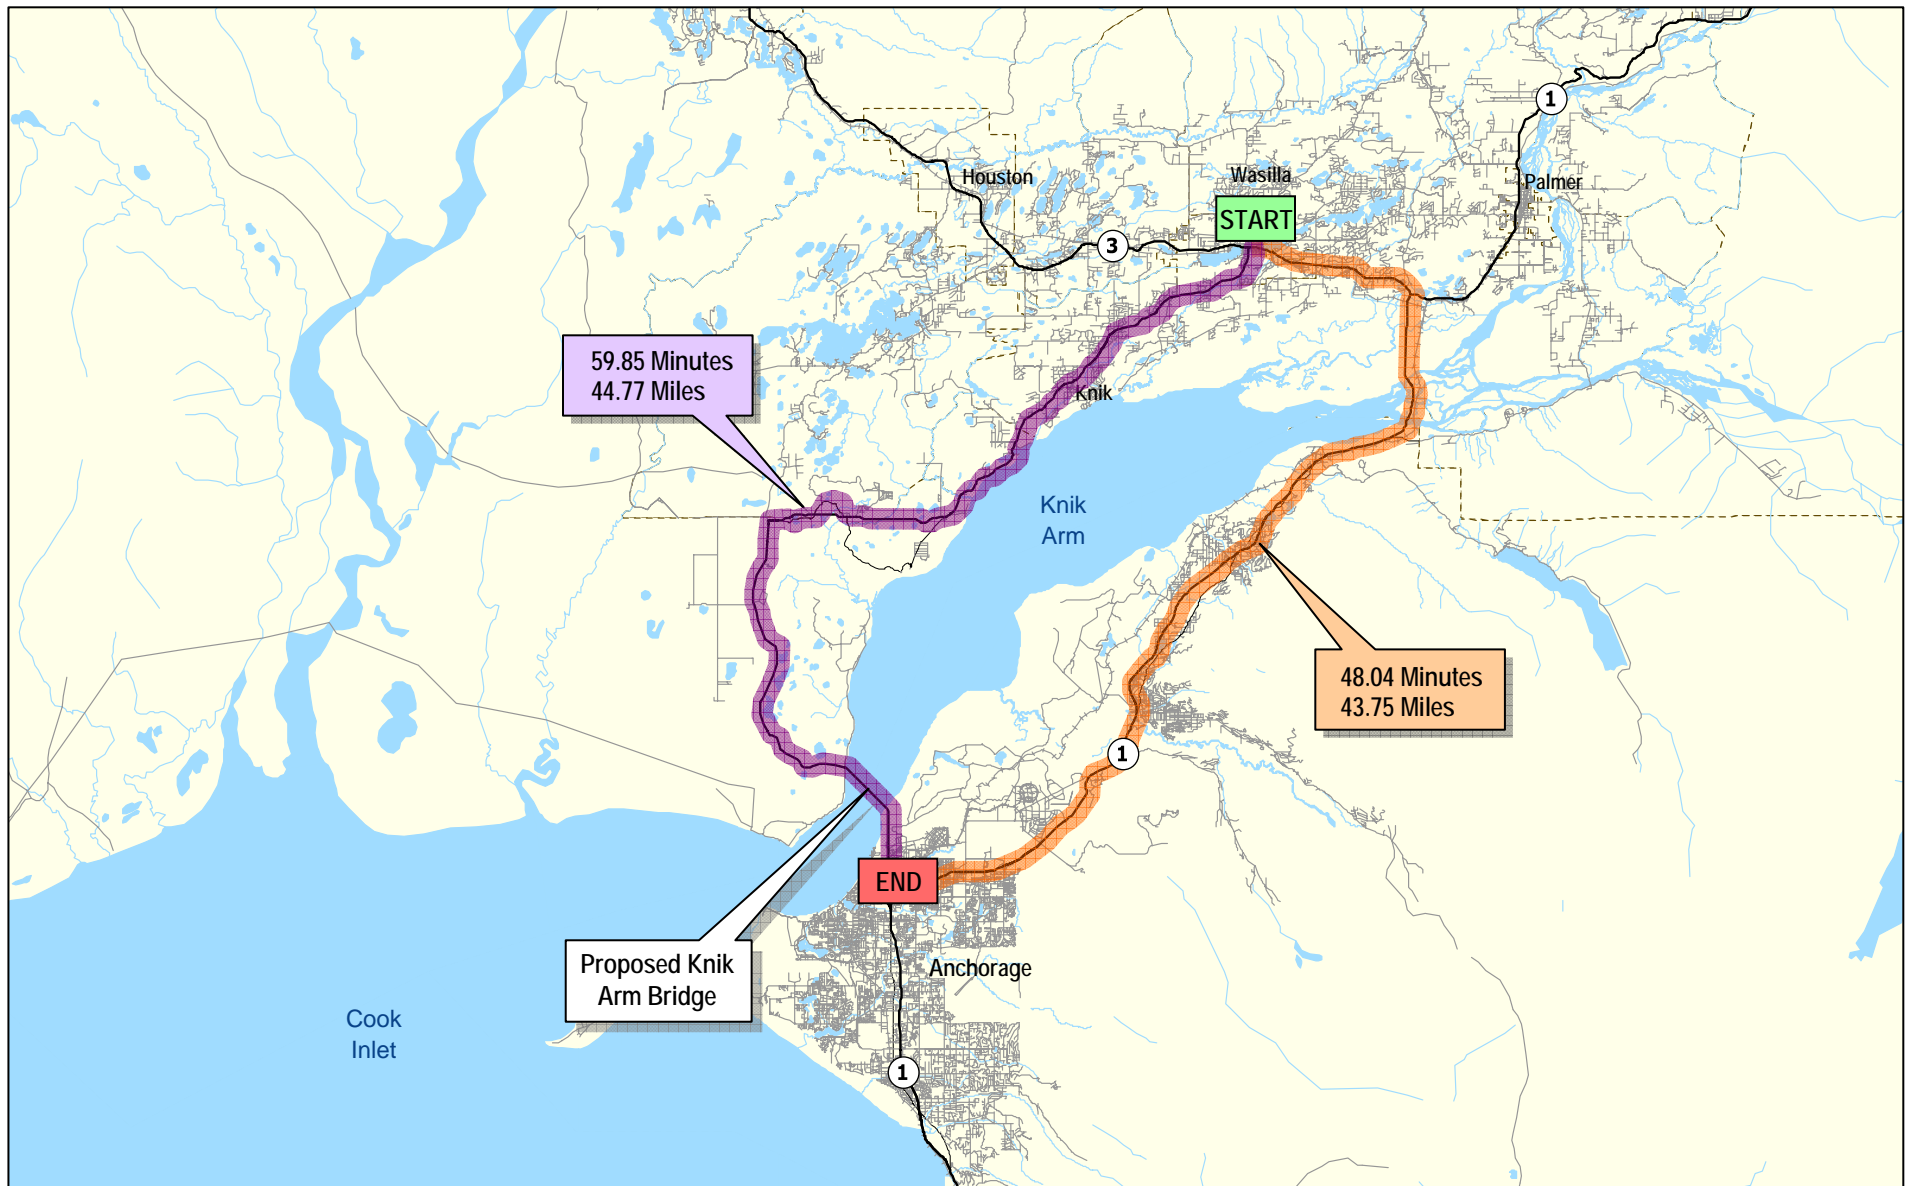 1
Houston
Wasilla
Palmer
START
3
59.85 Minutes
44.77 Miles
Knik
Knik
Arm
48.04 Minutes
43.75 Miles
1
END
Proposed Knik
Arm Bridge
Anchorage
Cook
Inlet
1